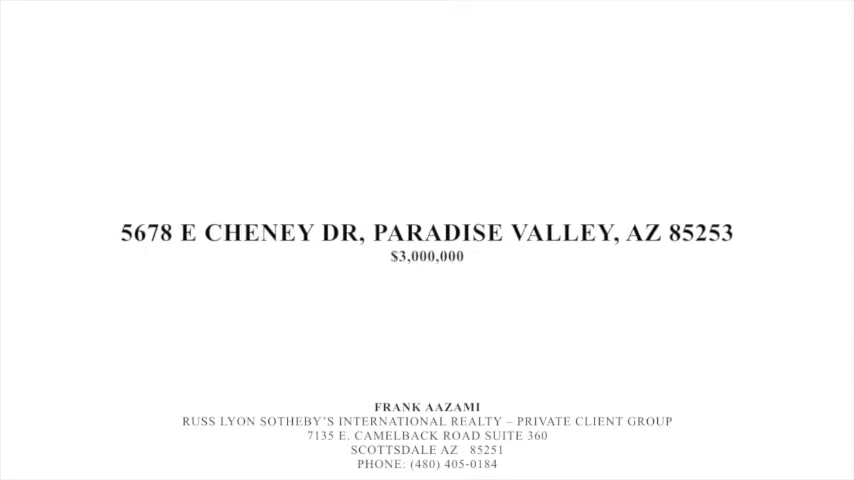 5678 E CHENEY DR, PARADISE VALLEY, AZ 85253
$3,000,000
FRANK AAZAMI
RUSS LYON SOTHEBY'S INTERNATIONAL REALTY – PRIVATE CLIENT GROUP
7135 E. CAMELBACK ROAD SUITE 360
SCOTTSDALE AZ 85251
PHONE: (480) 405-0184